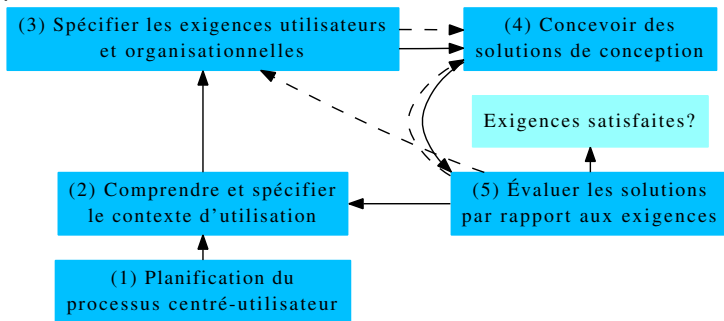 (3) Spécifier les exigences utilisateurs
et organisationnelles
(4) Concevoir des
solutions de conception
Exigences satisfaites?
(2) Comprendre et spécifier
le contexte d'utilisation
(5) Évaluer les solutions
par rapport aux exigences
(1) Planification du
processus centré-utilisateur